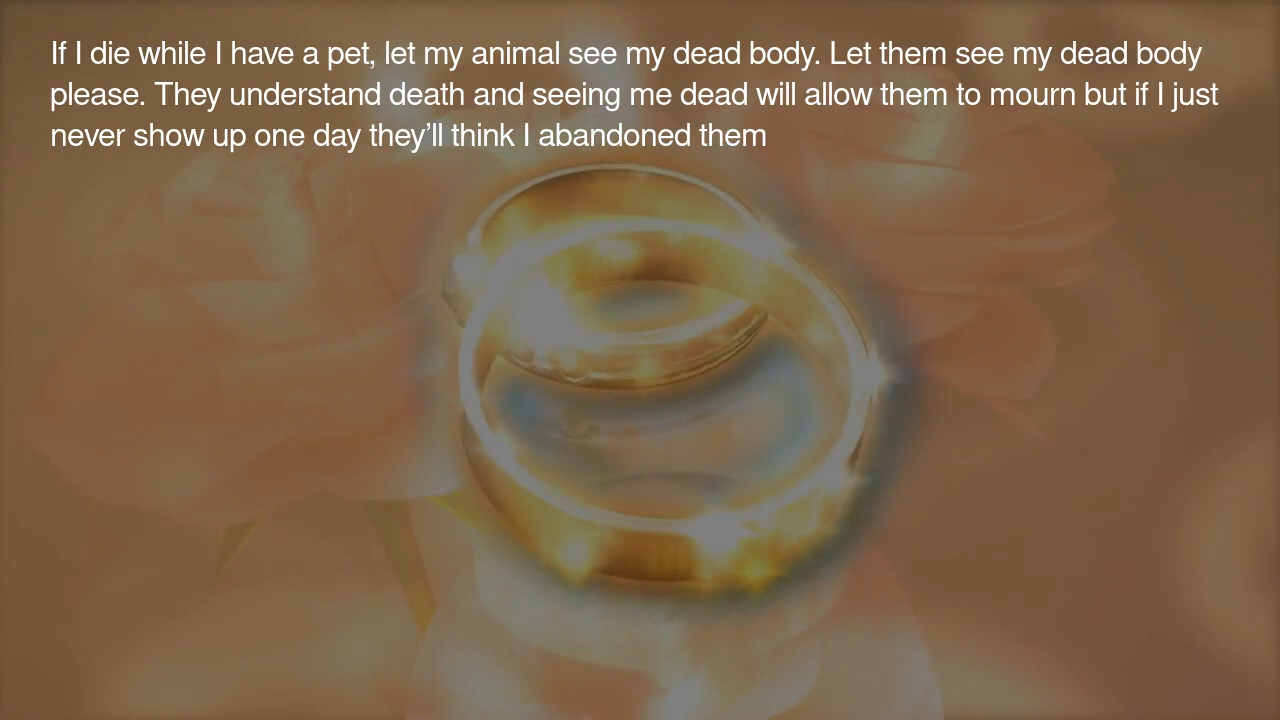 If I die while I have a pet, let my animal see my dead body. Let them see my dead body
please. They understand death and seeing me dead will allow them to mourn but if I just
never show up one day they’ll think I abandoned them